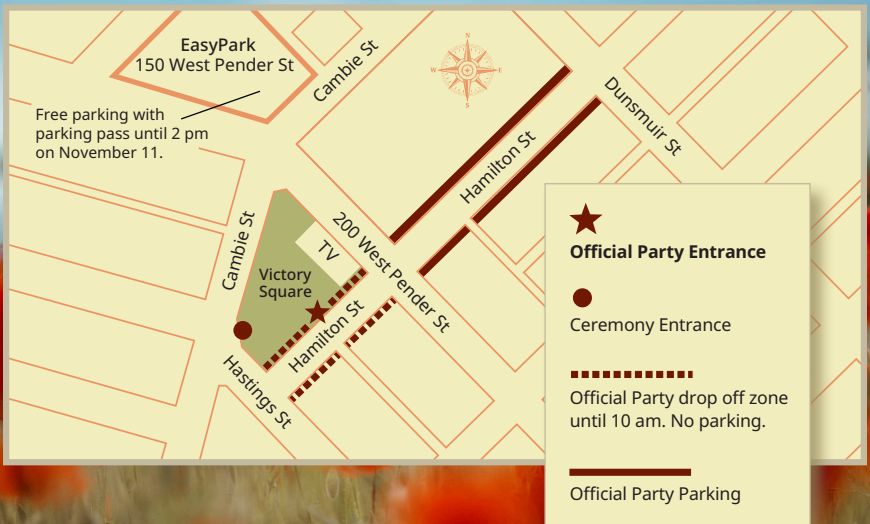 EasyPark
150 West Pender St
Free parking with
parking pass until 2 pm
on November 11.
Cambie St
N
W
E
S
Dunsmuir St
Hamilton St
Cambie St
200 West Pender St
TV
Victory
Square
Hamilton St
Hastings St
Official Party Entrance
Ceremony Entrance
Official Party drop off zone
until 10 am. No parking.
Official Party Parking